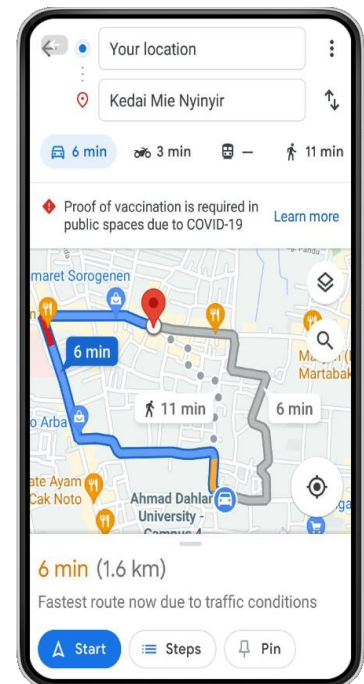 Your location
Kedai Mie Nyinyir
6 min
3 min
—
11 min
Proof of vaccination is required in
public spaces due to COVID-19
Learn more
maret Sorogenen
6 min
11 min
6 min
Martabak
o Arba
ate Ayam
Cak Noto
Ahmad Dahlan
University -
Campus 4
6 min (1.6 km)
Fastest route now due to traffic conditions
Start
Steps
Pin